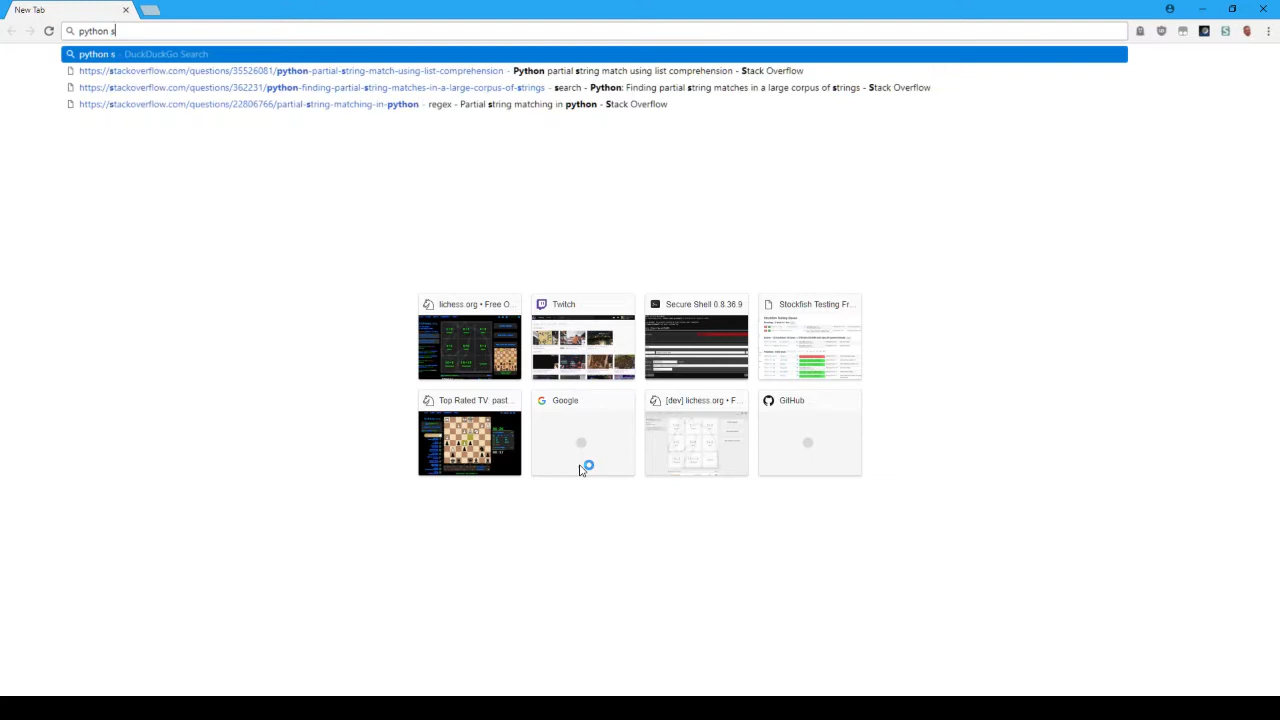 New Tab
python s
python s - DuckDuckGo Search
https://stackoverflow.com/questions/35526081/python-partial-string-match-using-list-comprehension - Python partial string match using list comprehension - Stack Overflow
https://stackoverflow.com/questions/362231/python-finding-partial-string-matches-in-a-large-corpus-of-strings - search - Python: Finding partial string matches in a large corpus of strings - Stack Overflow
https://stackoverflow.com/questions/22806766/partial-string-matching-in-python - regex - Partial string matching in python - Stack Overflow
lichess.org • Free O... Twitch Secure Shell 0.8.36.9 Stockfish Testing Fr...
Top Rated TV: past... Google [dev] lichess.org • F... GitHub